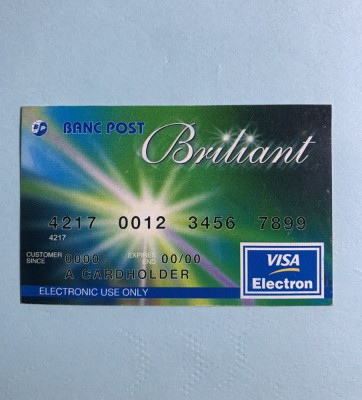 BANC POST
Briliant
4217 0012 3456 7899
4217
CUSTOMER SINCE 0000 EXPIRES END 00/00
A CARDHOLDER
VISA
Electron
ELECTRONIC USE ONLY